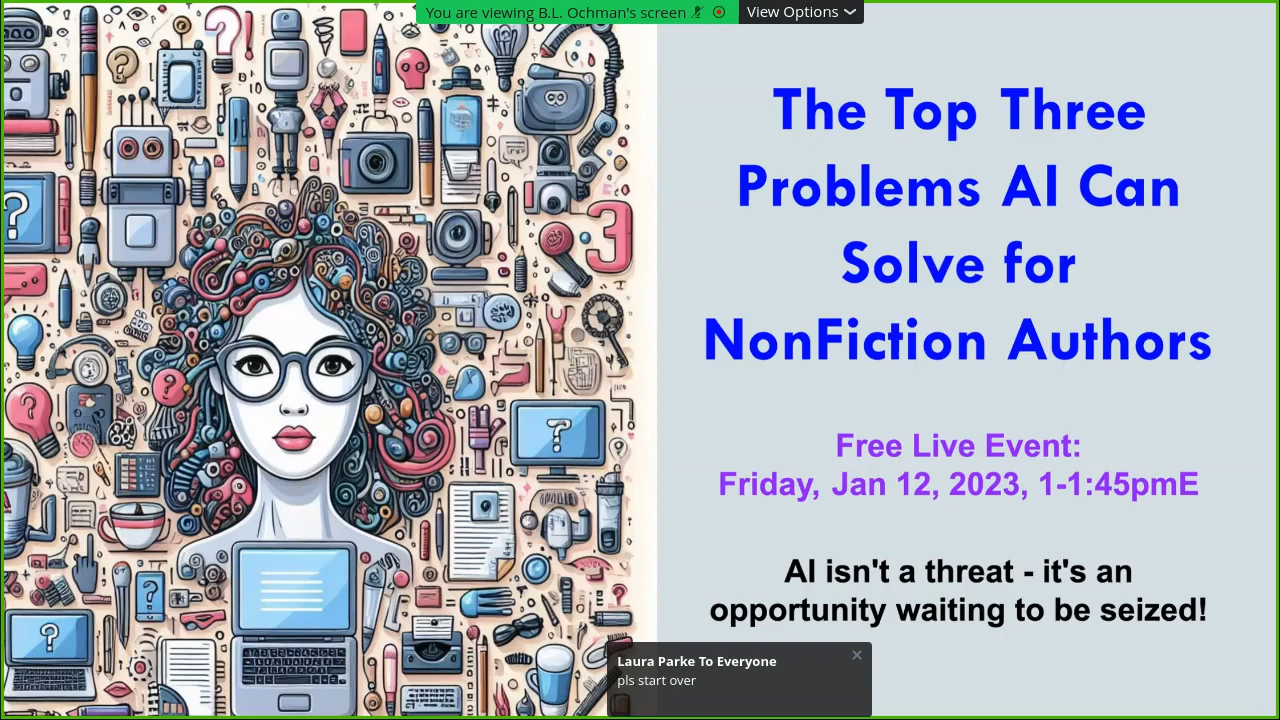 You are viewing B.L. Ochman's screen
View Options
The Top Three
Problems AI Can
Solve for
NonFiction Authors
Free Live Event:
Friday, Jan 12, 2023, 1-1:45pmE
AI isn't a threat - it's an
opportunity waiting to be seized!
Laura Parke To Everyone
pls start over
?
?
3
?
?
?
?
?
?